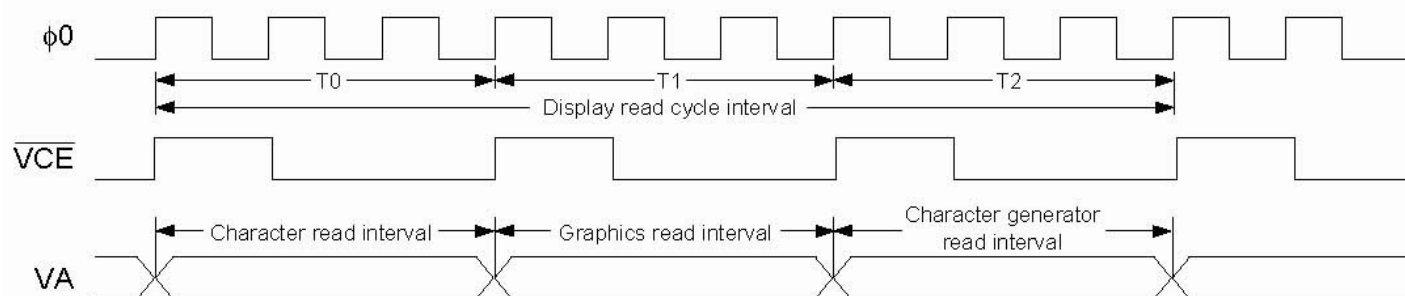 ϕ0
T0
T1
T2
Display read cycle interval
VCE
Character read interval
Graphics read interval
Character generator
read interval
VA